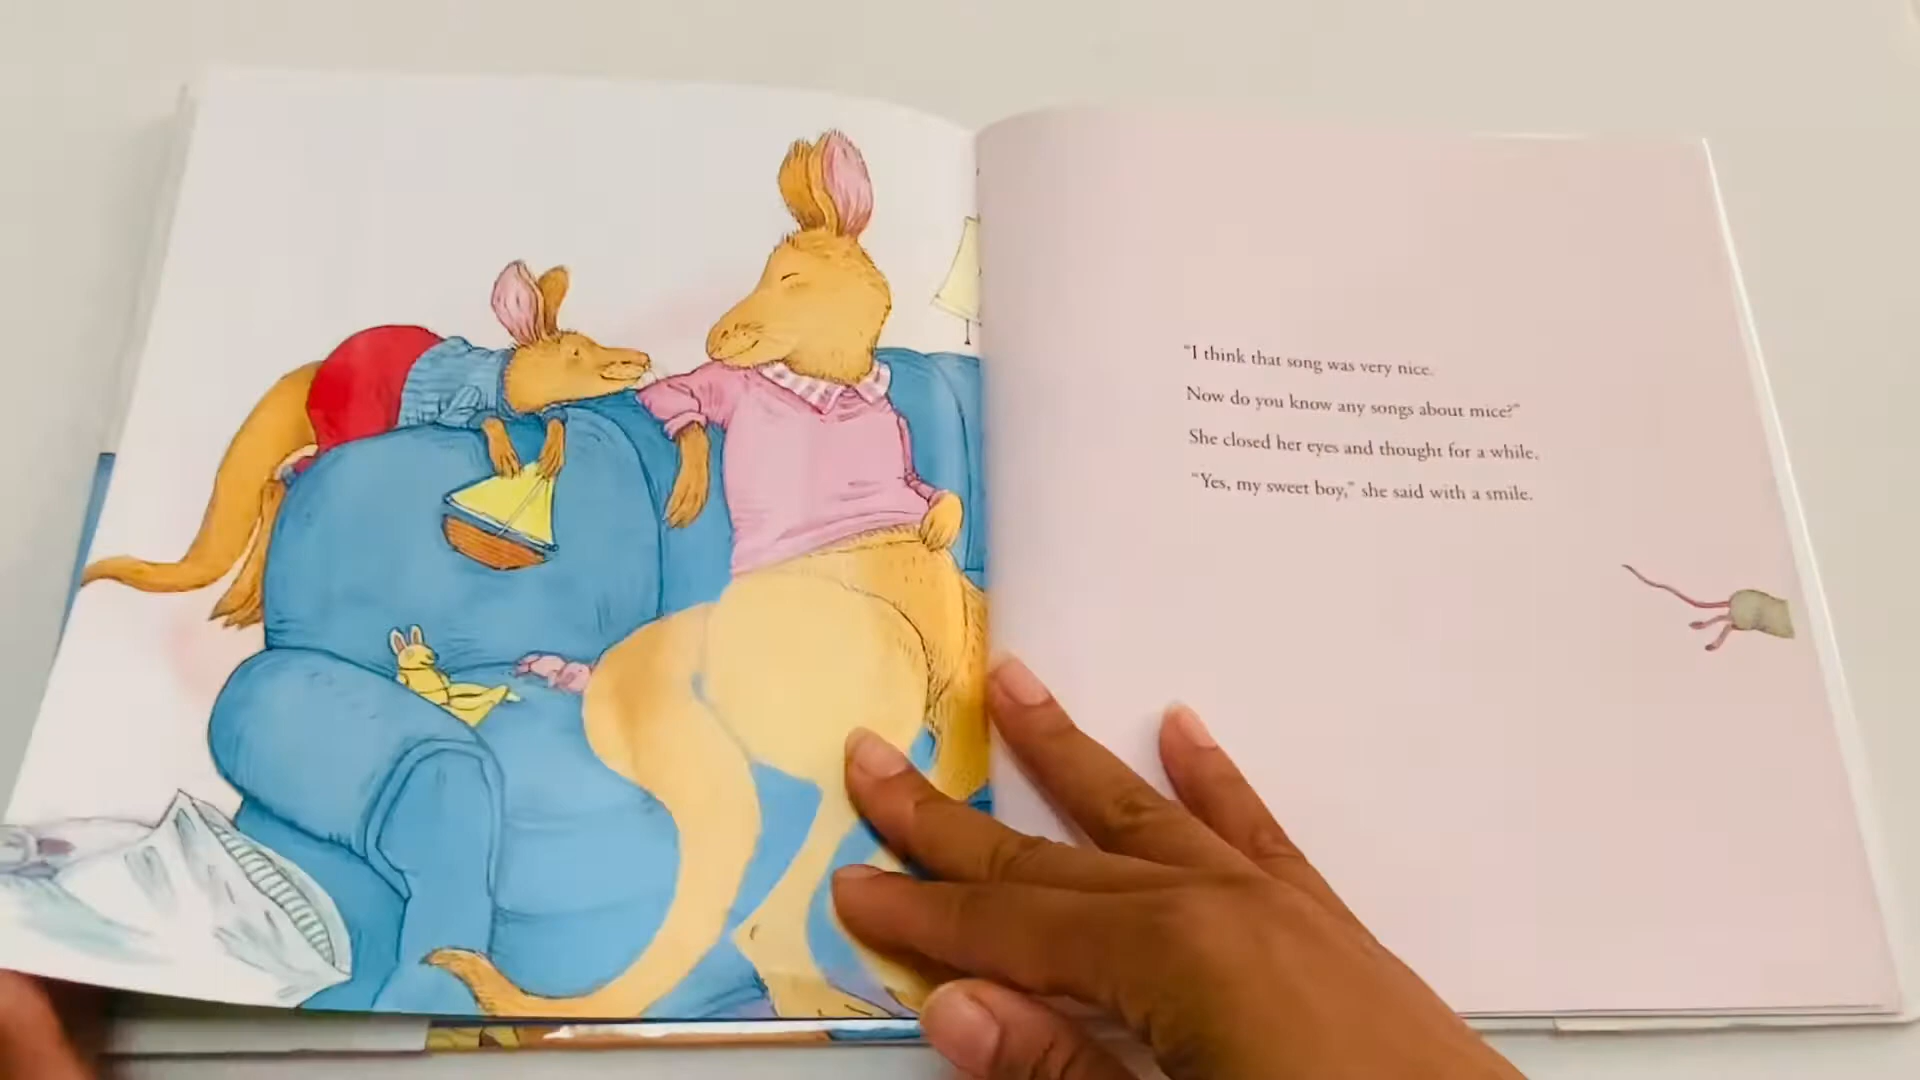 “I think that song was very nice.
Now do you know any songs about mice?”
She closed her eyes and thought for a while.
“Yes, my sweet boy,” she said with a smile.